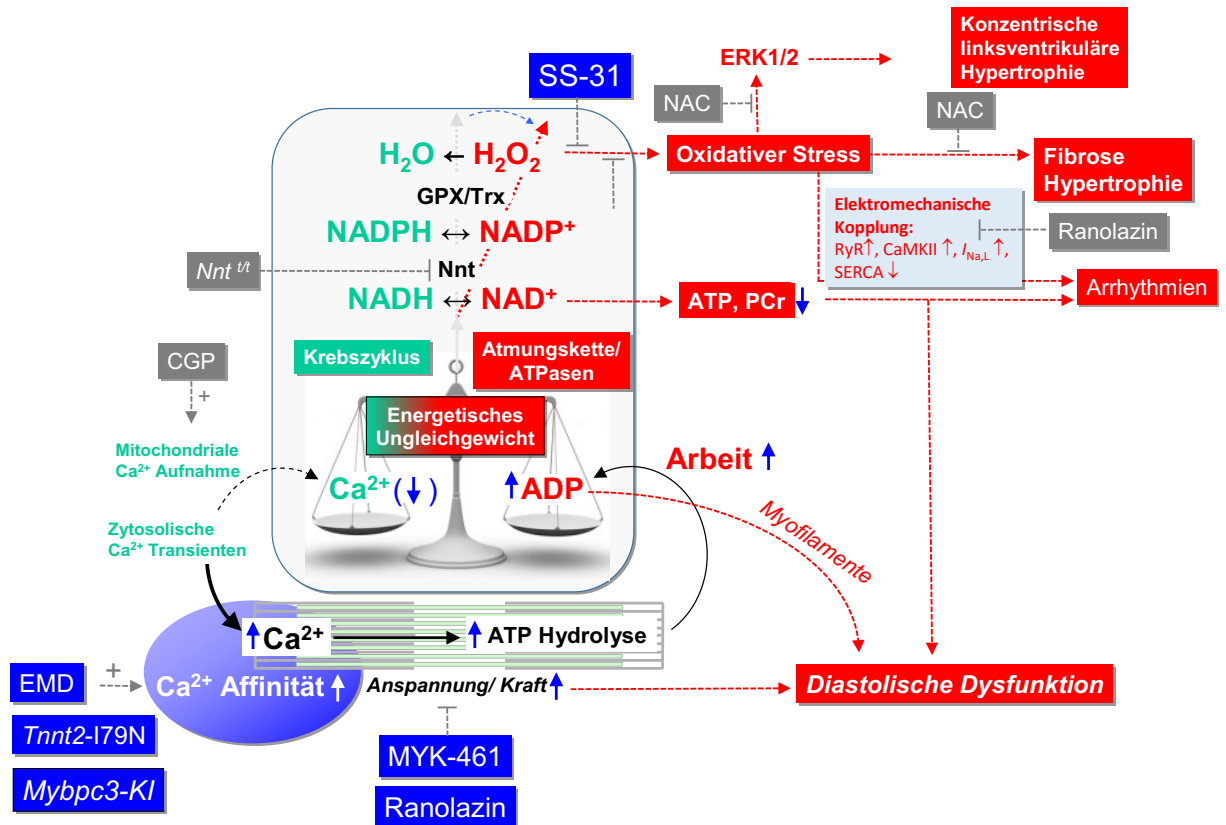 Konzentrische
linksventrikuläre
Hypertrophie
ERK1/2
SS-31
NAC
NAC
H₂O ← H₂O₂
Oxidativer Stress
Fibrose
Hypertrophie
GPX/Trx
Elektromechanische
Kopplung:
RyR↑, CaMKII ↑, I_Na,L ↑,
SERCA ↓
Ranolazin
NADPH ↔ NADP⁺
Nnt t/t
Nnt
NADH ↔ NAD⁺
ATP, PCr ↓
Arrhythmien
Krebszyklus
Atmungskette/
ATPasen
CGP
+
Energetisches
Ungleichgewicht
Mitochondriale
Ca²⁺ Aufnahme
Arbeit ↑
Ca²⁺ (↓)
↑ADP
Myofilamente
Zytosolische
Ca²⁺ Transienten
↑Ca²⁺
↑ ATP Hydrolyse
EMD
+
Ca²⁺ Affinität ↑
Anspannung/ Kraft ↑
Diastolische Dysfunktion
Tnnt2-I79N
MYK-461
Mybpc3-KI
Ranolazin